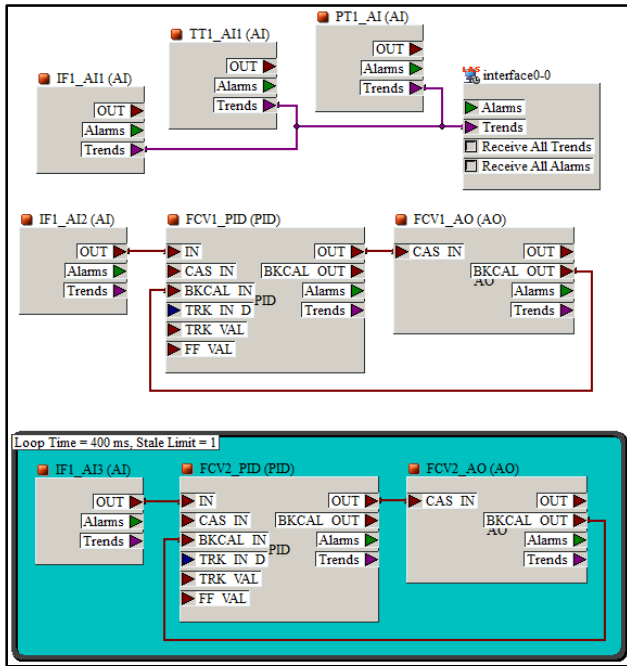 PT1_AI (AI)
TT1_AI1 (AI)
OUT
Alarms
Trends
OUT
Alarms
Trends
IF1_AI1 (AI)
OUT
Alarms
Trends
LAS
interface0-0
Alarms
Trends
Receive All Trends
Receive All Alarms
IF1_AI2 (AI)
OUT
Alarms
Trends
FCV1_PID (PID)
IN
CAS IN
BKCAL IN
TRK IN D
TRK VAL
FF VAL
OUT
BKCAL OUT
Alarms
Trends
PID
FCV1_AO (AO)
CAS IN
OUT
BKCAL OUT
AO
Alarms
Trends
Loop Time = 400 ms, Stale Limit = 1
IF1_AI3 (AI)
OUT
Alarms
Trends
FCV2_PID (PID)
IN
CAS IN
BKCAL IN
TRK IN D
TRK VAL
FF VAL
OUT
BKCAL OUT
Alarms
Trends
PID
FCV2_AO (AO)
CAS IN
OUT
BKCAL OUT
AO
Alarms
Trends